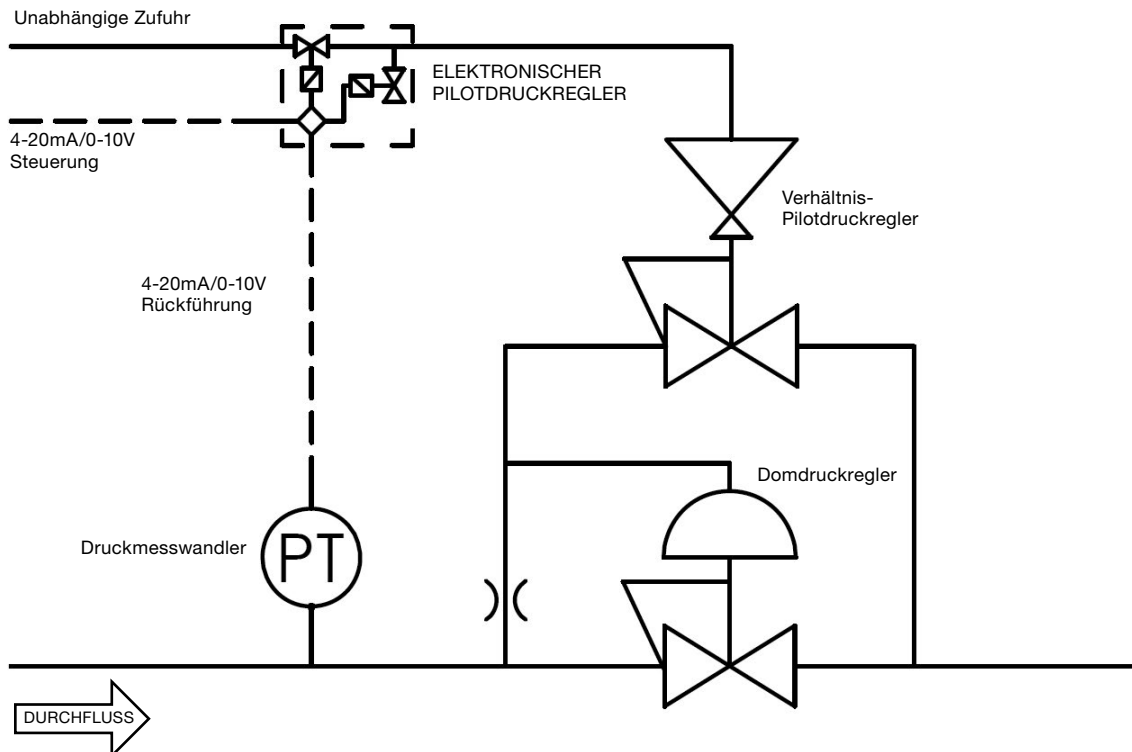 Unabhängige Zufuhr
ELEKTRONISCHER
PILOTDRUCKREGLER
4-20mA/0-10V
Steuerung
Verhältnis-
Pilotdruckregler
4-20mA/0-10V
Rückführung
Domdruckregler
Druckmesswandler
PT
DURCHFLUSS